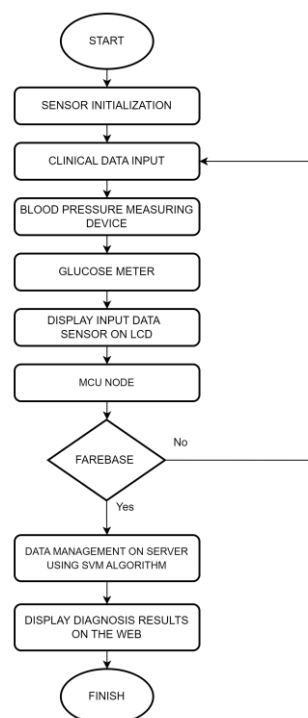 START
SENSOR INITIALIZATION
CLINICAL DATA INPUT
BLOOD PRESSURE MEASURING
DEVICE
GLUCOSE METER
DISPLAY INPUT DATA
SENSOR ON LCD
MCU NODE
No
FAREBASE
Yes
DATA MANAGEMENT ON SERVER
USING SVM ALGORITHM
DISPLAY DIAGNOSIS RESULTS
ON THE WEB
FINISH